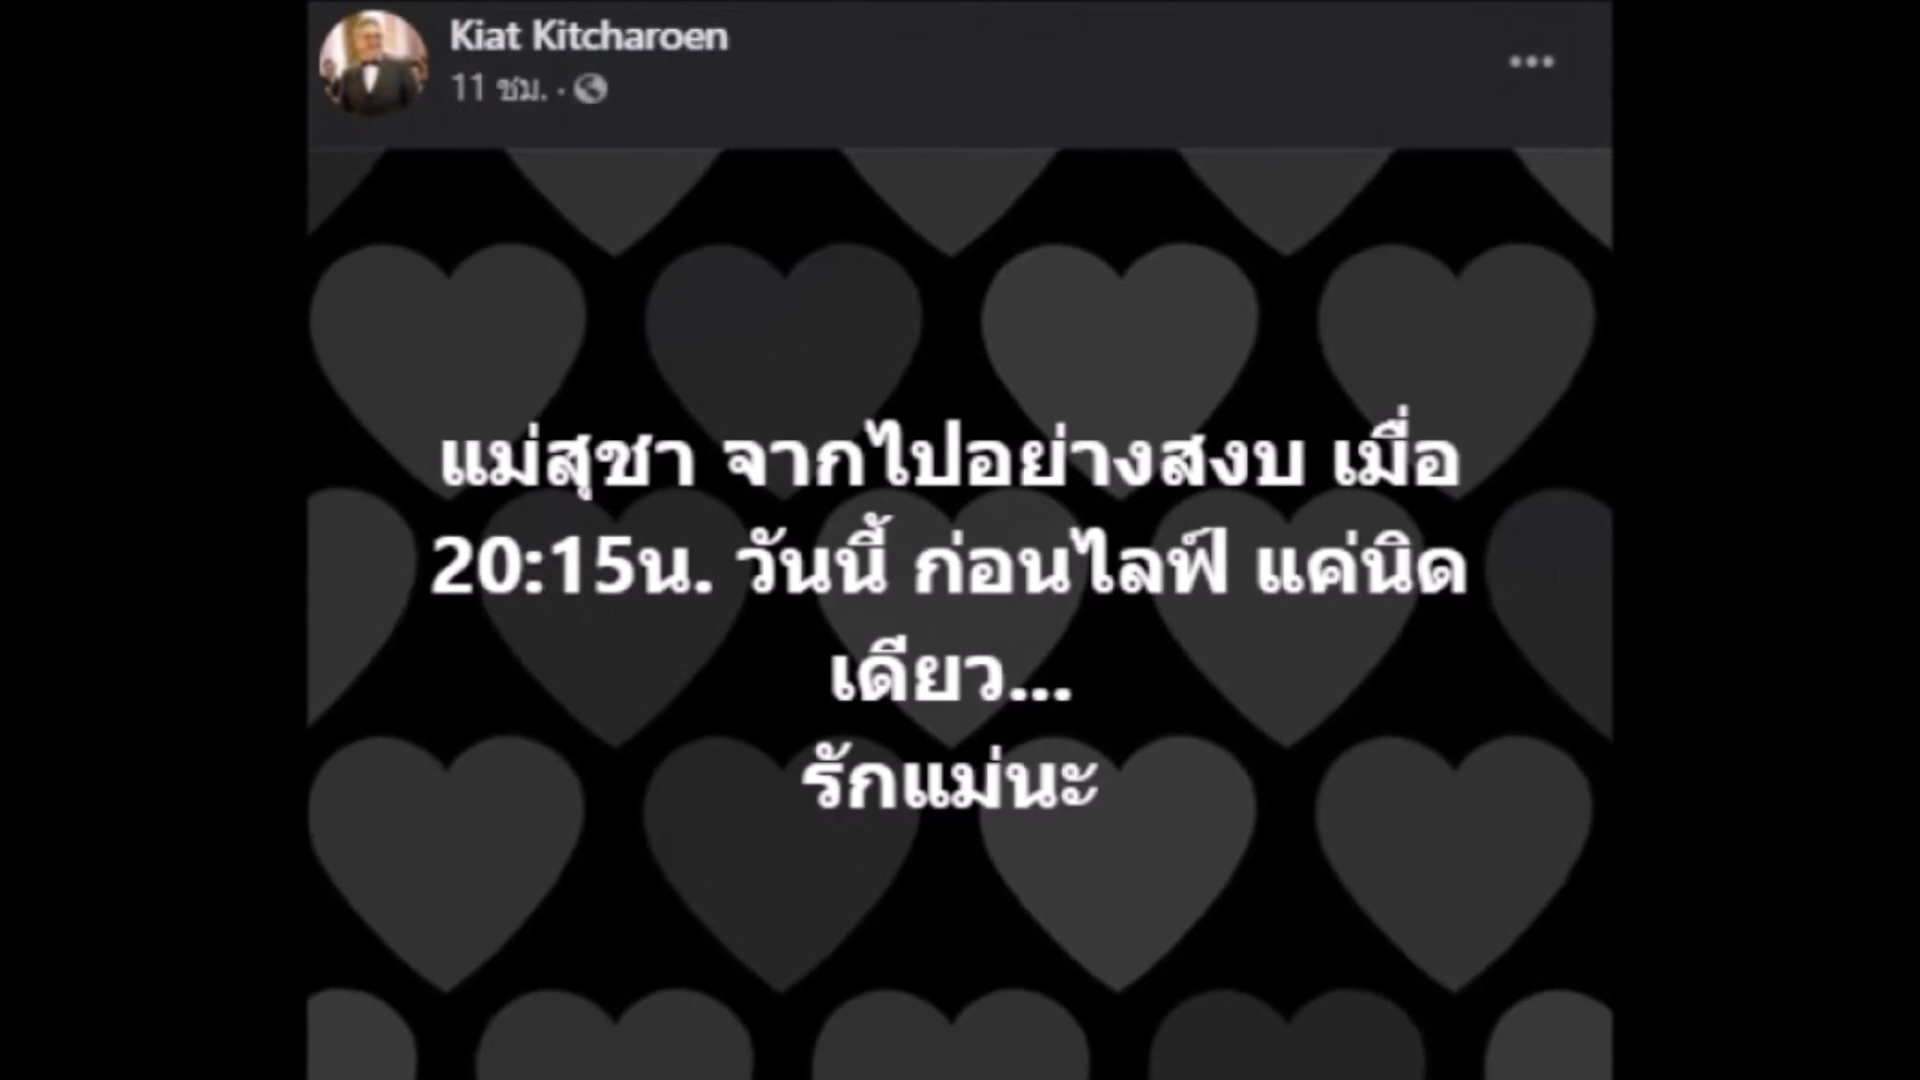 Kiat Kitcharoen
11 ชม. ·
แม่สุชา จากไปอย่างสงบ เมื่อ
20:15น. วันนี้ ก่อนไลฟ์ แค่นิด
เดียว...
รักแม่นะ